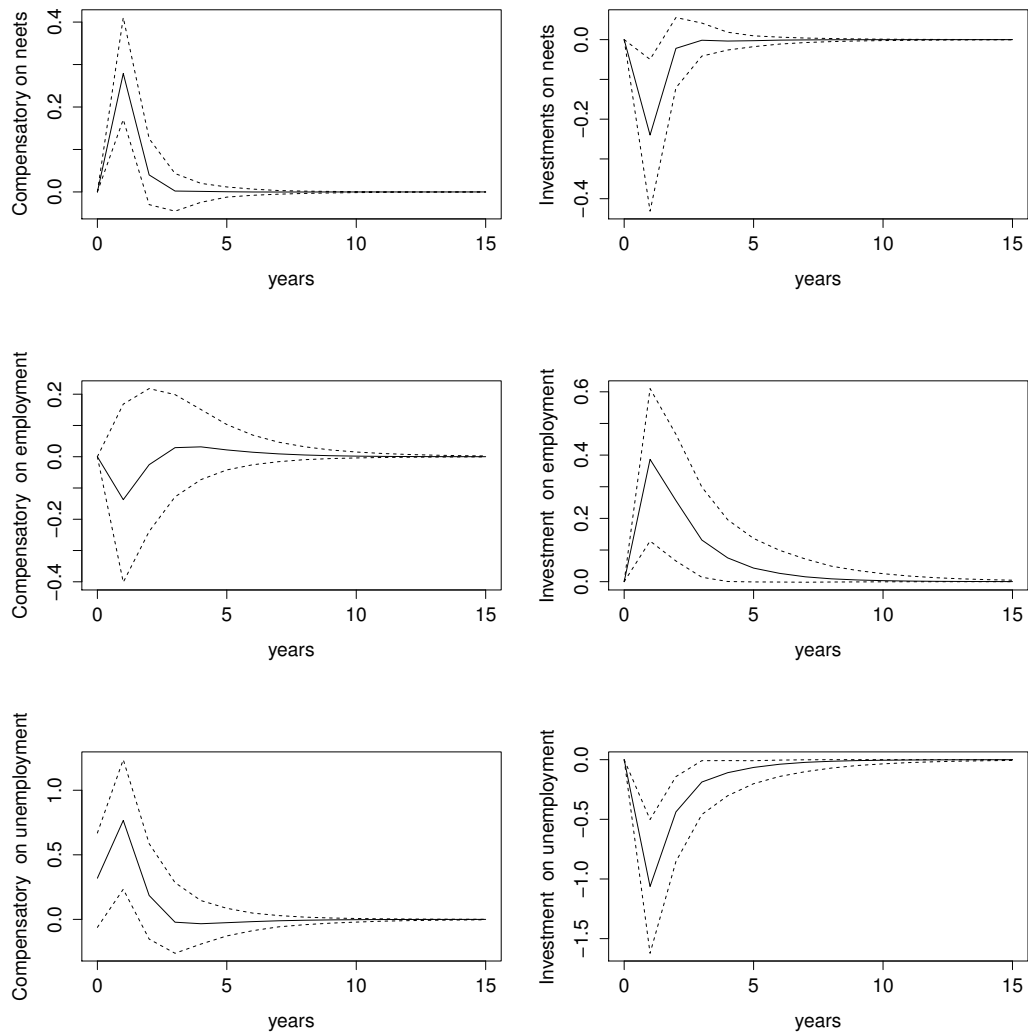 Compensatory on neets
0.0 0.2 0.4
0 5 10 15
years
Investments on neets
−0.4 −0.2 0.0
0 5 10 15
years
Compensatory  on employment
−0.4 −0.2 0.0 0.2
0 5 10 15
years
Investment  on employment
0.0 0.2 0.4 0.6
0 5 10 15
years
Compensatory  on unemployment
0.0 0.5 1.0
0 5 10 15
years
Investment  on unemployment
−1.5 −1.0 −0.5 0.0
0 5 10 15
years